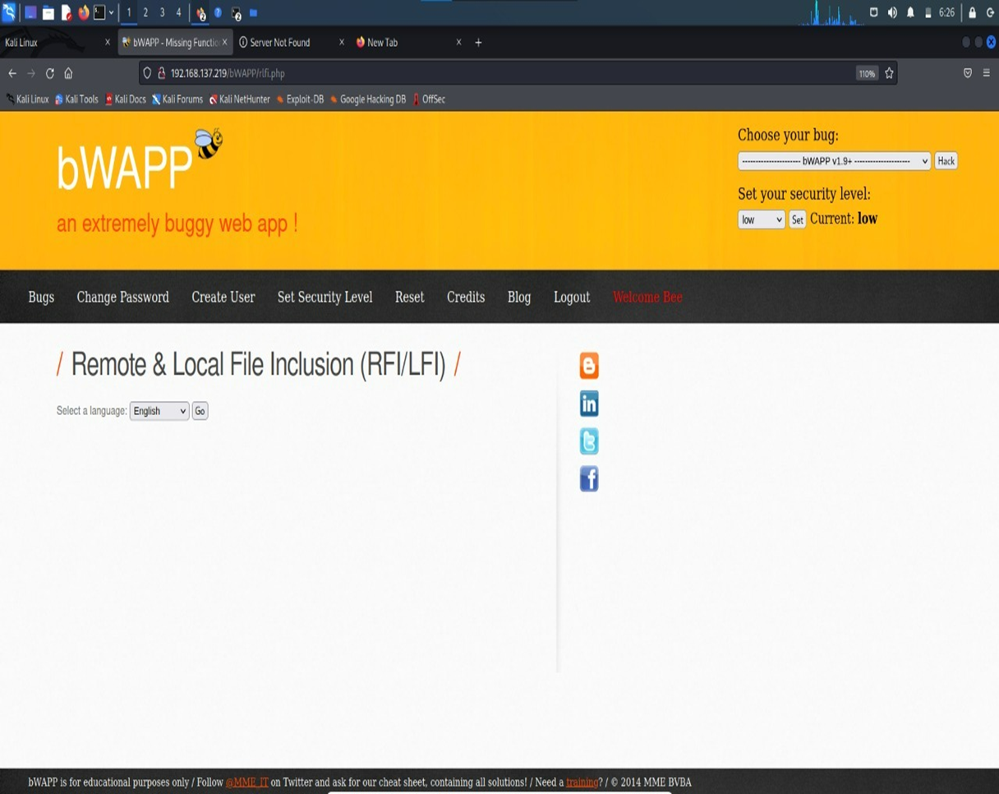 1 2 3 4 6:26
Kali Linux bWAPP - Missing Functio Server Not Found New Tab
192.168.137.219/bWAPP/rlfi.php 110%
Kali Linux Kali Tools Kali Docs Kali Forums Kali NetHunter Exploit-DB Google Hacking DB OffSec
bWAPP
an extremely buggy web app !
Choose your bug:
---------------------- bWAPP v1.9+ --------------------- Hack
Set your security level:
low Set Current: low
Bugs Change Password Create User Set Security Level Reset Credits Blog Logout Welcome Bee
/ Remote & Local File Inclusion (RFI/LFI) /
Select a language: English Go
bWAPP is for educational purposes only / Follow @MME_IT on Twitter and ask for our cheat sheet, containing all solutions! / Need a training? / © 2014 MME BVBA